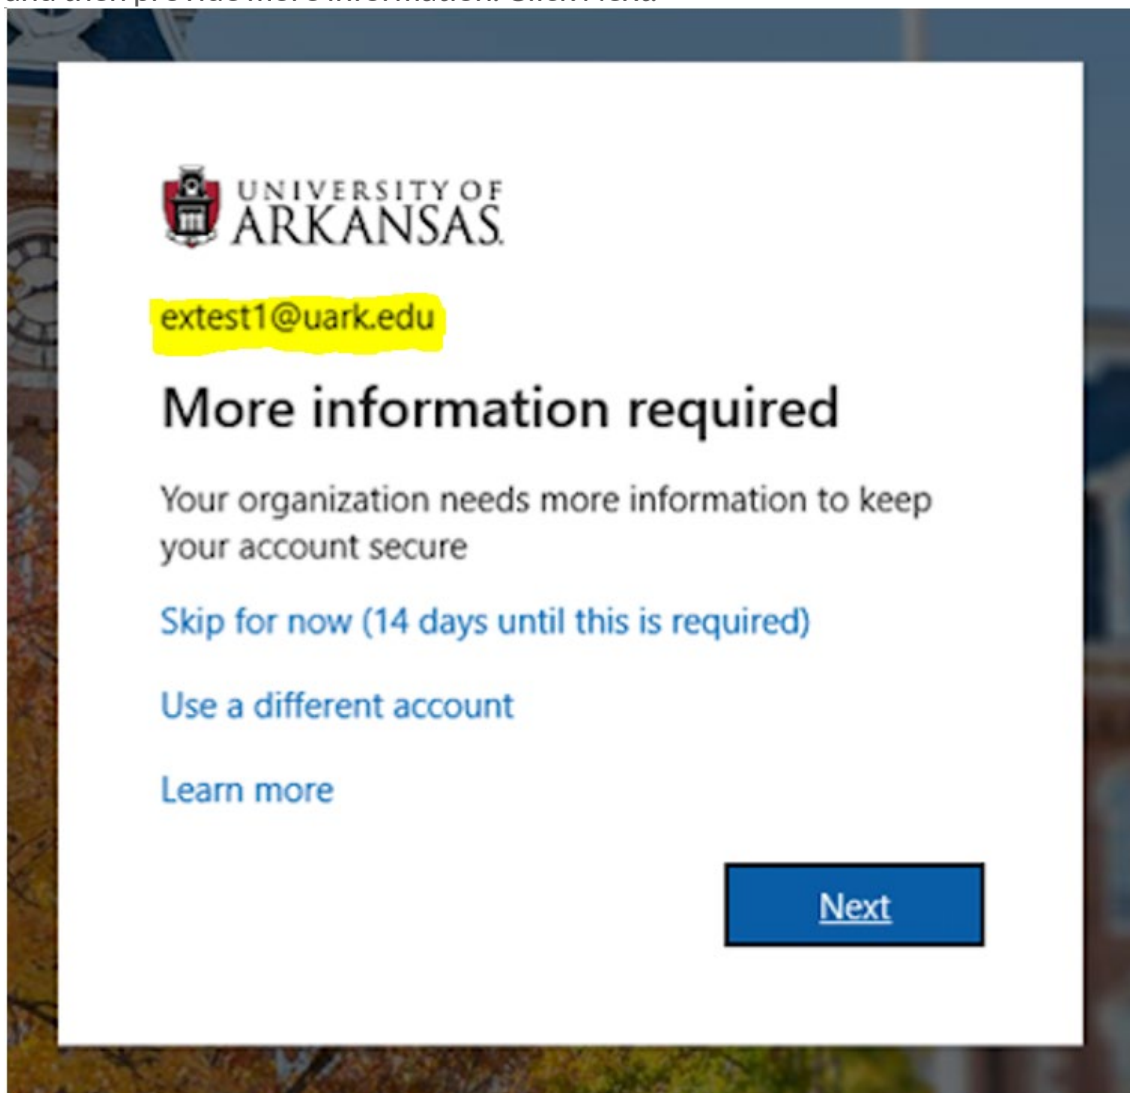 UNIVERSITY OF
ARKANSAS.
extest1@uark.edu
More information required
Your organization needs more information to keep
your account secure
Skip for now (14 days until this is required)
Use a different account
Learn more
Next